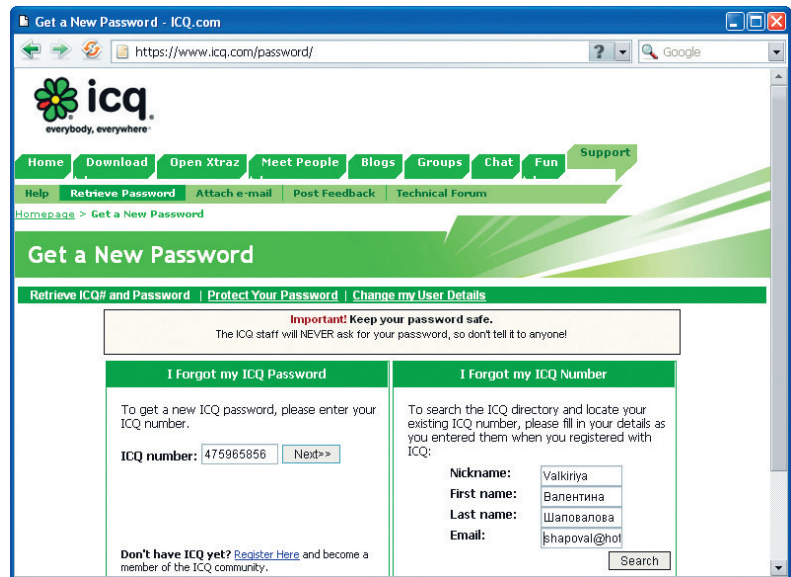 Get a New Password - ICQ.com
https://www.icq.com/password/
? Google
icq
everybody, everywhere
Home Download Open Xtraz Meet People Blogs Groups Chat Fun Support
Help Retrieve Password Attach e-mail Post Feedback Technical Forum
Homepage > Get a New Password
Get a New Password
Retrieve ICQ# and Password | Protect Your Password | Change my User Details
Important! Keep your password safe.
The ICQ staff will NEVER ask for your password, so don't tell it to anyone!
I Forgot my ICQ Password
To get a new ICQ password, please enter your
ICQ number.
ICQ number: 475965856 Next>>
Don't have ICQ yet? Register Here and become a
member of the ICQ community.
I Forgot my ICQ Number
To search the ICQ directory and locate your
existing ICQ number, please fill in your details as
you entered them when you registered with
ICQ:
Nickname: Valkiriya
First name: Валентина
Last name: Шаповалова
Email: shapoval@hot
Search